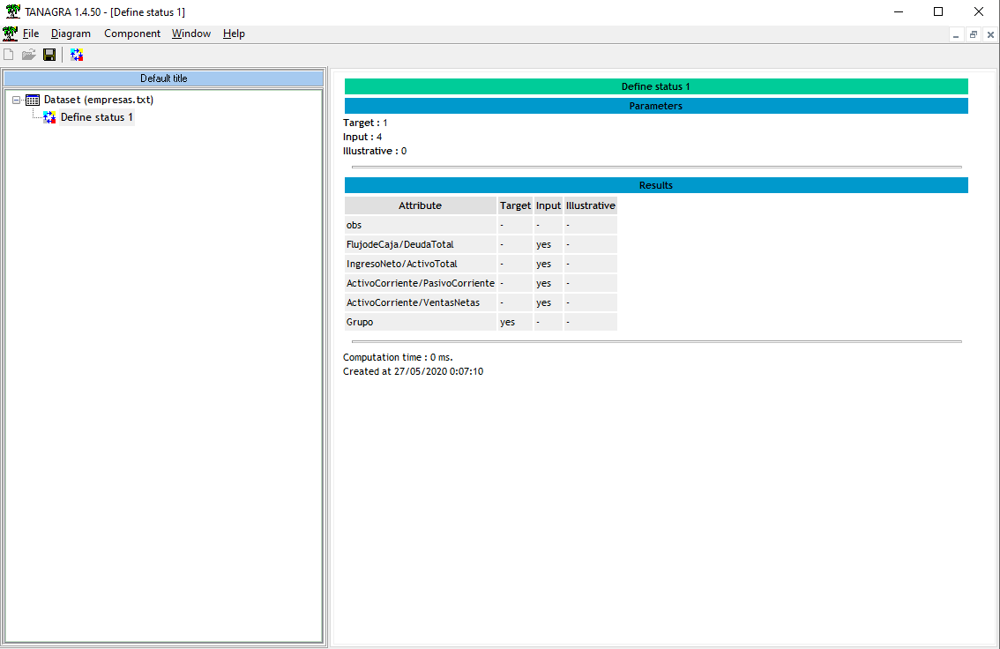 TANAGRA 1.4.50 - [Define status 1]
File Diagram Component Window Help
Default title
Dataset (empresas.txt)
Define status 1
Define status 1
Parameters
Target : 1
Input : 4
Illustrative : 0
Results
Attribute Target Input Illustrative
obs - - -
FlujodeCaja/DeudaTotal - yes -
IngresoNeto/ActivoTotal - yes -
ActivoCorriente/PasivoCorriente - yes -
ActivoCorriente/VentasNetas - yes -
Grupo yes - -
Computation time : 0 ms.
Created at 27/05/2020 0:07:10